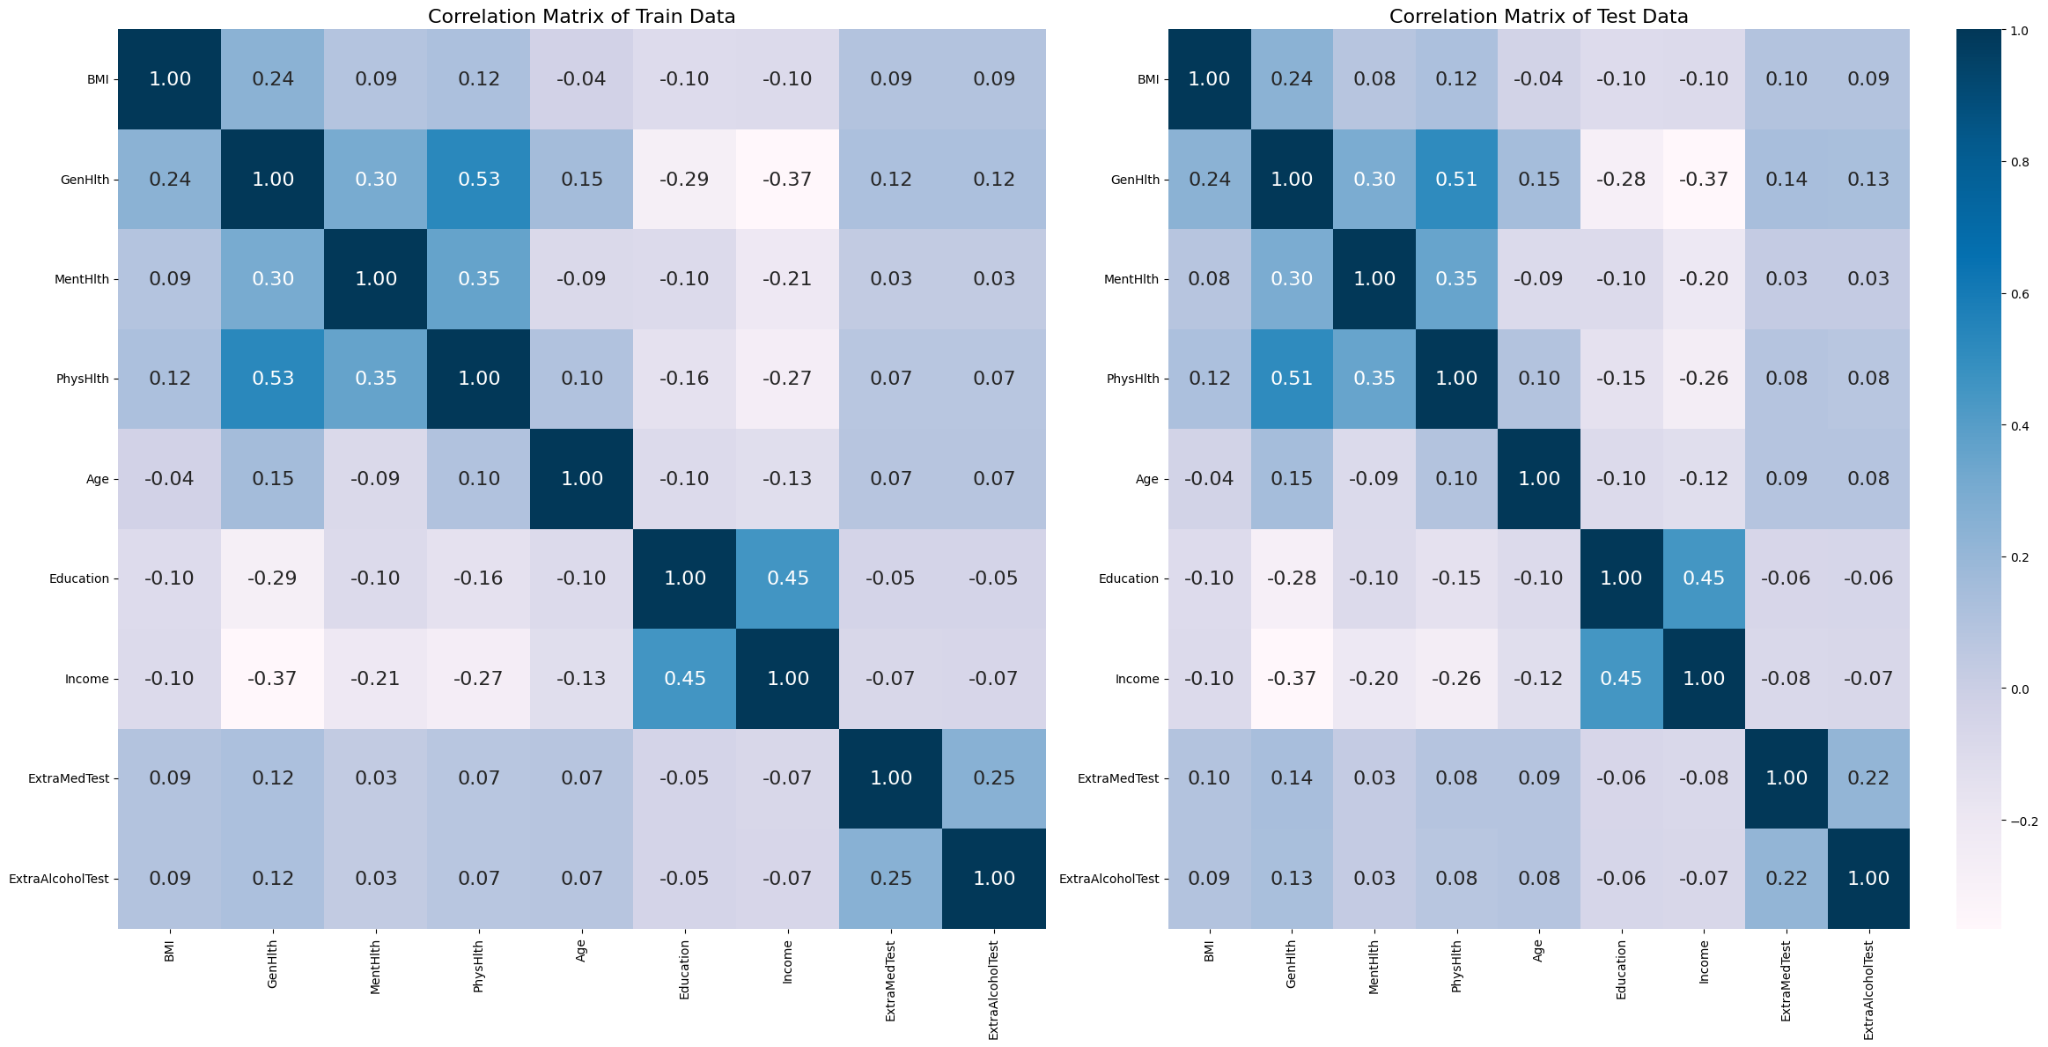 Correlation Matrix of Train Data
BMI 1.00 0.24 0.09 0.12 -0.04 -0.10 -0.10 0.09 0.09
GenHlth 0.24 1.00 0.30 0.53 0.15 -0.29 -0.37 0.12 0.12
MentHlth 0.09 0.30 1.00 0.35 -0.09 -0.10 -0.21 0.03 0.03
PhysHlth 0.12 0.53 0.35 1.00 0.10 -0.16 -0.27 0.07 0.07
Age -0.04 0.15 -0.09 0.10 1.00 -0.10 -0.13 0.07 0.07
Education -0.10 -0.29 -0.10 -0.16 -0.10 1.00 0.45 -0.05 -0.05
Income -0.10 -0.37 -0.21 -0.27 -0.13 0.45 1.00 -0.07 -0.07
ExtraMedTest 0.09 0.12 0.03 0.07 0.07 -0.05 -0.07 1.00 0.25
ExtraAlcoholTest 0.09 0.12 0.03 0.07 0.07 -0.05 -0.07 0.25 1.00
BMI GenHlth MentHlth PhysHlth Age Education Income ExtraMedTest ExtraAlcoholTest
Correlation Matrix of Test Data
BMI 1.00 0.24 0.08 0.12 -0.04 -0.10 -0.10 0.10 0.09
GenHlth 0.24 1.00 0.30 0.51 0.15 -0.28 -0.37 0.14 0.13
MentHlth 0.08 0.30 1.00 0.35 -0.09 -0.10 -0.20 0.03 0.03
PhysHlth 0.12 0.51 0.35 1.00 0.10 -0.15 -0.26 0.08 0.08
Age -0.04 0.15 -0.09 0.10 1.00 -0.10 -0.12 0.09 0.08
Education -0.10 -0.28 -0.10 -0.15 -0.10 1.00 0.45 -0.06 -0.06
Income -0.10 -0.37 -0.20 -0.26 -0.12 0.45 1.00 -0.08 -0.07
ExtraMedTest 0.10 0.14 0.03 0.08 0.09 -0.06 -0.08 1.00 0.22
ExtraAlcoholTest 0.09 0.13 0.03 0.08 0.08 -0.06 -0.07 0.22 1.00
BMI GenHlth MentHlth PhysHlth Age Education Income ExtraMedTest ExtraAlcoholTest
1.0
0.8
0.6
0.4
0.2
0.0
−0.2